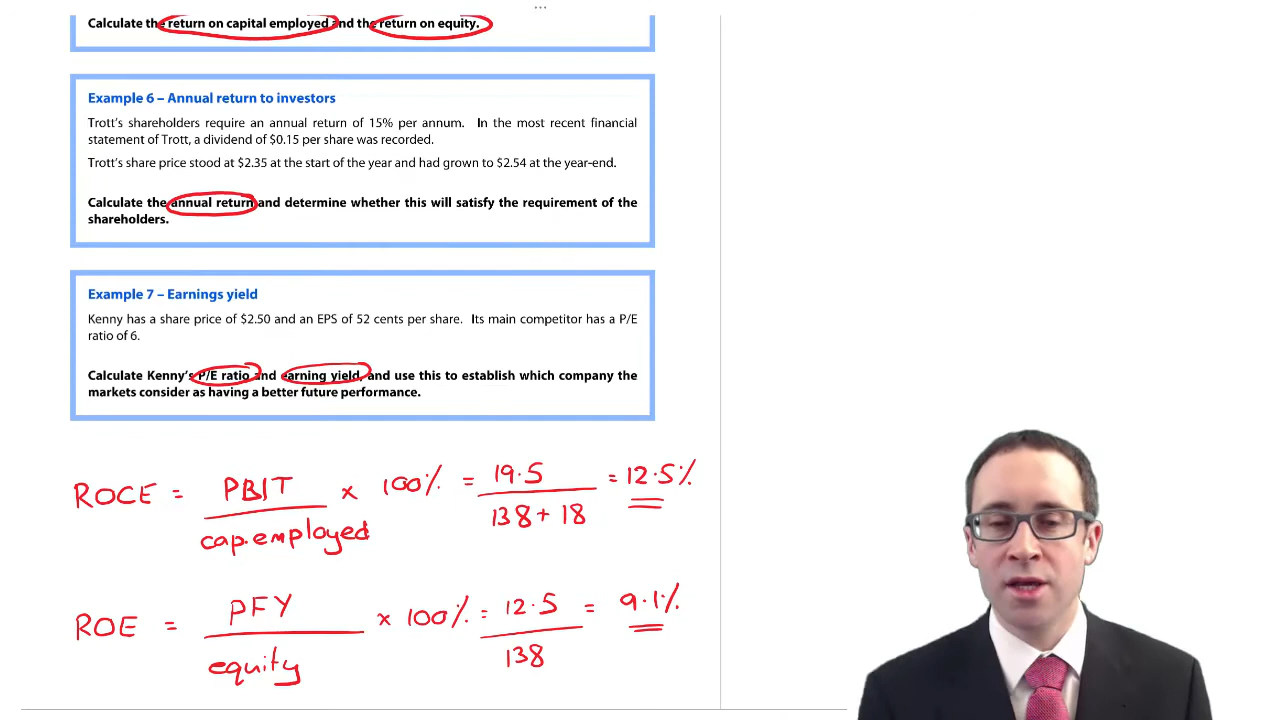 Calculate the return on capital employed and the return on equity.
Example 6 – Annual return to investors
Trott's shareholders require an annual return of 15% per annum. In the most recent financial
statement of Trott, a dividend of $0.15 per share was recorded.
Trott's share price stood at $2.35 at the start of the year and had grown to $2.54 at the year-end.
Calculate the annual return and determine whether this will satisfy the requirement of the
shareholders.
Example 7 – Earnings yield
Kenny has a share price of $2.50 and an EPS of 52 cents per share. Its main competitor has a P/E
ratio of 6.
Calculate Kenny's P/E ratio and earning yield, and use this to establish which company the
markets consider as having a better future performance.
ROCE = PBIT / cap.employed × 100% = 19.5 / 138 + 18 = 12.5%
ROE = PFY / equity × 100% = 12.5 / 138 = 9.1%